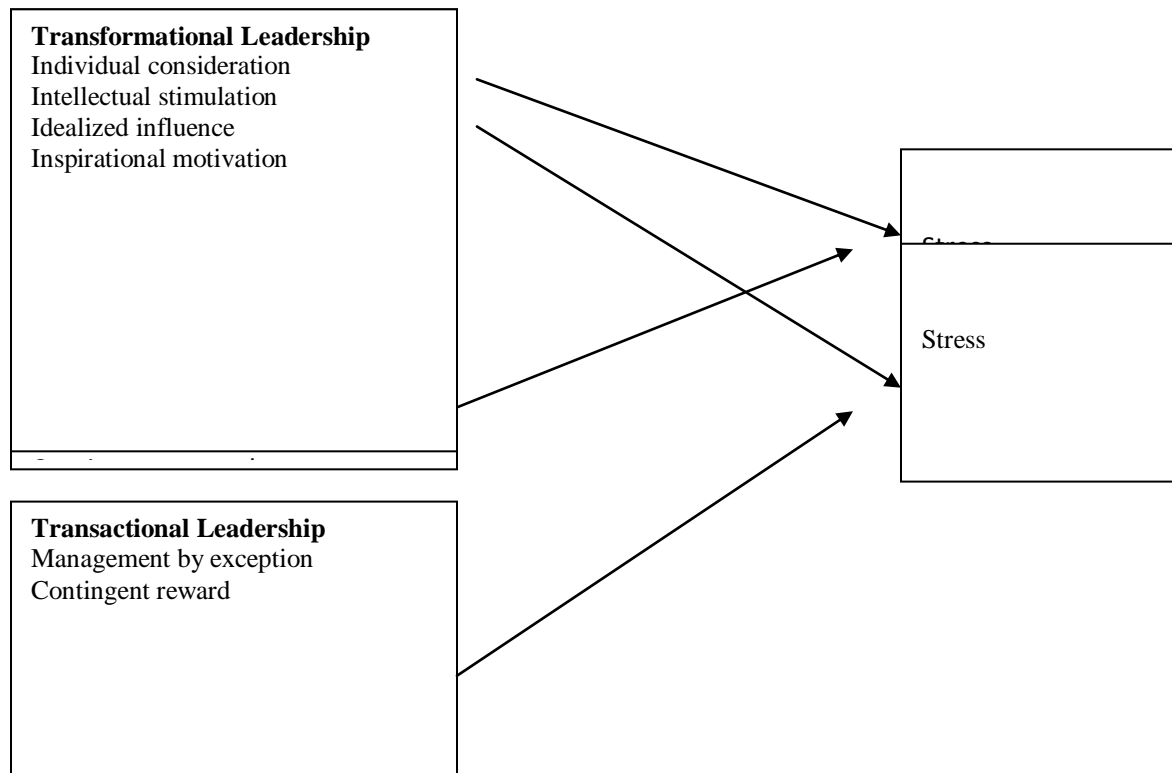 Transformational Leadership
Individual consideration
Intellectual stimulation
Idealized influence
Inspirational motivation
Stress
Transactional Leadership
Management by exception
Contingent reward